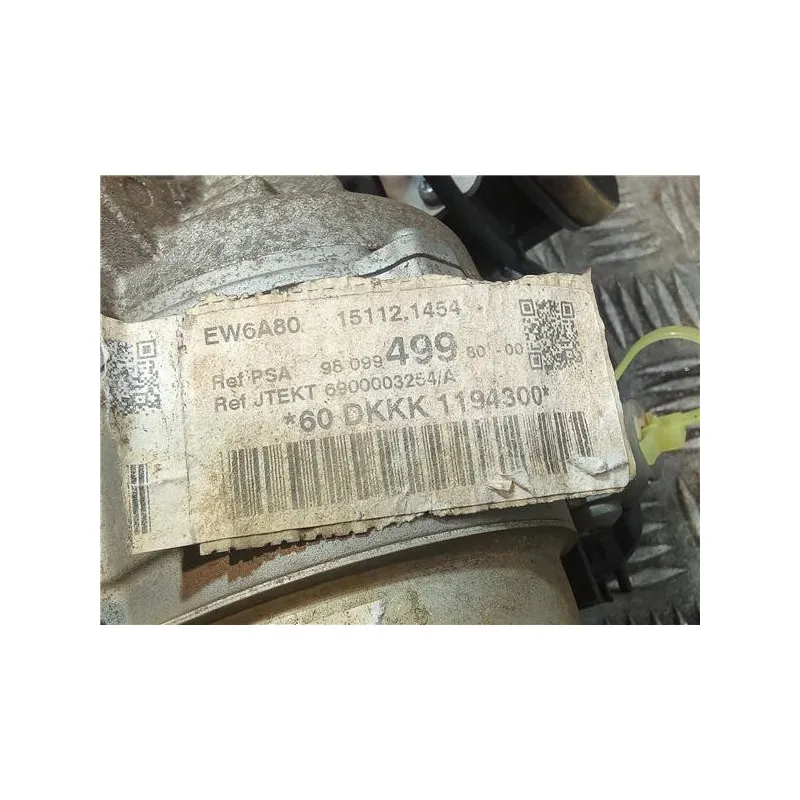 EW6A80 15112.1454
Ref PSA 98 099 499 80 -00
Ref JTEKT 6900003254/A
*60 DKKK 1194300*